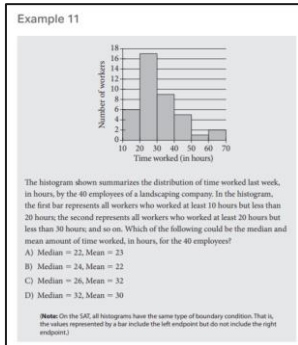 Example 11
18
16
14
12
10
8
6
4
2
0
Number of workers
10 20 30 40 50 60 70
Time worked (in hours)
The histogram shown summarizes the distribution of time worked last week,
in hours, by the 40 employees of a landscaping company. In the histogram,
the first bar represents all workers who worked at least 10 hours but less than
20 hours; the second represents all workers who worked at least 20 hours but
less than 30 hours; and so on. Which of the following could be the median and
mean amount of time worked, in hours, for the 40 employees?
A) Median = 22, Mean = 23
B) Median = 24, Mean = 22
C) Median = 26, Mean = 32
D) Median = 32, Mean = 30
(Note: On the SAT, all histograms have the same type of boundary condition. That is,
the values represented by a bar include the left endpoint but do not include the right
endpoint.)